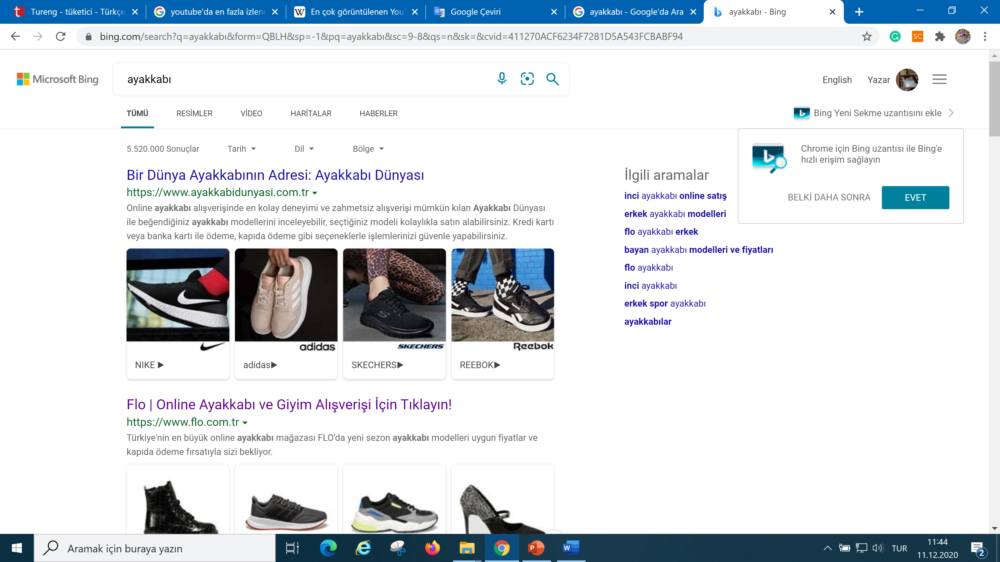 Tureng - tüketici - Türkçe
youtube'da en fazla izlene
En çok görüntülenen You
Google Çeviri
ayakkabı - Google'da Ara
ayakkabı - Bing
bing.com/search?q=ayakkabı&form=QBLH&sp=-1&pq=ayakkabı&sc=9-8&qs=n&sk=&cvid=411270ACF6234F7281D5A543FCBABF94
SC
Microsoft Bing
ayakkabı
English
Yazar
TÜMÜ
RESİMLER
VİDEO
HARİTALAR
HABERLER
Bing Yeni Sekme uzantısını ekle
5.520.000 Sonuçlar
Tarih
Dil
Bölge
Chrome için Bing uzantısı ile Bing'e
hızlı erişim sağlayın
BELKİ DAHA SONRA
EVET
Bir Dünya Ayakkabının Adresi: Ayakkabı Dünyası
https://www.ayakkabidunyasi.com.tr
Online ayakkabı alışverişinde en kolay deneyimi ve zahmetsiz alışverişi mümkün kılan Ayakkabı Dünyası
ile beğendiğiniz ayakkabı modellerini inceleyebilir, seçtiğiniz modeli kolaylıkla satın alabilirsiniz. Kredi kartı
veya banka kartı ile ödeme, kapıda ödeme gibi seçeneklerle işlemlerinizi güvenle yapabilirsiniz.
adidas
SKECHERS
Reebok
NIKE ▶
adidas▶
SKECHERS▶
REEBOK▶
Flo | Online Ayakkabı ve Giyim Alışverişi İçin Tıklayın!
https://www.flo.com.tr
Türkiye'nin en büyük online ayakkabı mağazası FLO'da yeni sezon ayakkabı modelleri uygun fiyatlar ve
kapıda ödeme fırsatıyla sizi bekliyor.
İlgili aramalar
inci ayakkabı online satış
erkek ayakkabı modelleri
flo ayakkabı erkek
bayan ayakkabı modelleri ve fiyatları
flo ayakkabı
inci ayakkabı
erkek spor ayakkabı
ayakkabılar
Aramak için buraya yazın
TUR
11:44
11.12.2020
2